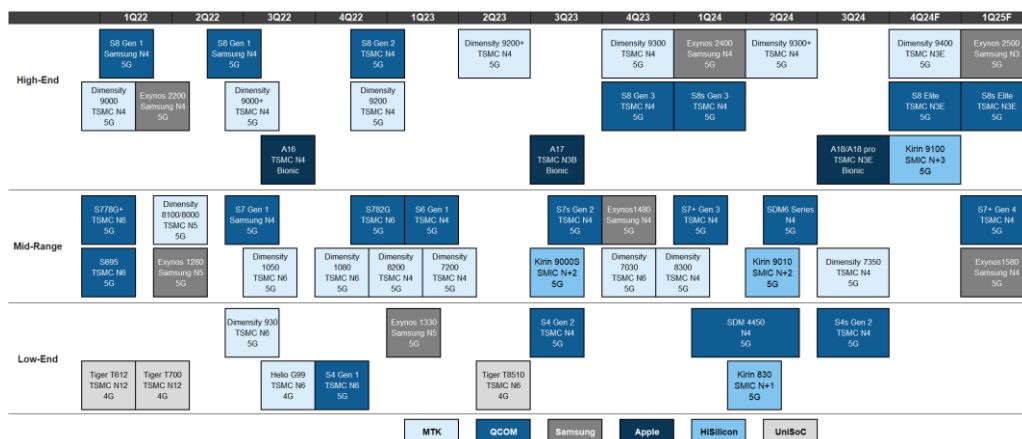 1Q22 2Q22 3Q22 4Q22 1Q23 2Q23 3Q23 4Q23 1Q24 2Q24 3Q24 4Q24F 1Q25F
High-End
S8 Gen 1
Samsung N4
5G
S8 Gen 1
Samsung N4
5G
S8 Gen 2
TSMC N4
5G
Dimensity 9200+
TSMC N4
5G
Dimensity 9300
TSMC N4
5G
Exynos 2400
Samsung N4
5G
Dimensity 9300+
TSMC N4
5G
Dimensity 9400
TSMC N3E
5G
Exynos 2500
Samsung N3
5G
Dimensity
9000
TSMC N4
5G
Exynos 2200
Samsung N4
5G
Dimensity
9000+
TSMC N4
5G
Dimensity
9200
TSMC N4
5G
S8 Gen 3
TSMC N4
5G
S8s Gen 3
TSMC N4
5G
S8 Elite
TSMC N3E
5G
S8s Elite
TSMC N3E
5G
A16
TSMC N4
Bionic
A17
TSMC N3B
Bionic
A18/A18 pro
TSMC N3E
Bionic
Kirin 9100
SMIC N+3
5G
Mid-Range
S778G+
TSMC N6
5G
Dimensity
8100/8000
TSMC N5
5G
S7 Gen 1
Samsung N4
5G
S782G
TSMC N6
5G
S6 Gen 1
TSMC N4
5G
S7s Gen 2
TSMC N4
5G
Exynos1480
Samsung N4
5G
S7+ Gen 3
TSMC N4
5G
SDM6 Series
N4
5G
S7+ Gen 4
TSMC N4
5G
S695
TSMC N6
5G
Exynos 1280
Samsung N5
5G
Dimensity
1050
TSMC N6
5G
Dimensity
1080
TSMC N6
5G
Dimensity
8200
TSMC N4
5G
Dimensity
7200
TSMC N4
5G
Kirin 9000S
SMIC N+2
5G
Dimensity
7030
TSMC N6
5G
Dimensity
8300
TSMC N4
5G
Kirin 9010
SMIC N+2
5G
Dimensity 7350
TSMC N4
5G
Exynos1580
Samsung N4
5G
Low-End
Dimensity 930
TSMC N6
5G
Exynos 1330
Samsung N5
5G
S4 Gen 2
TSMC N4
5G
SDM 4450
N4
5G
S4s Gen 2
TSMC N4
5G
Tiger T612
TSMC N12
4G
Tiger T700
TSMC N12
4G
Helio G99
TSMC N6
4G
S4 Gen 1
TSMC N6
5G
Tiger T8510
TSMC N6
4G
Kirin 830
SMIC N+1
5G
MTK QCOM Samsung Apple HiSilicon UniSoC